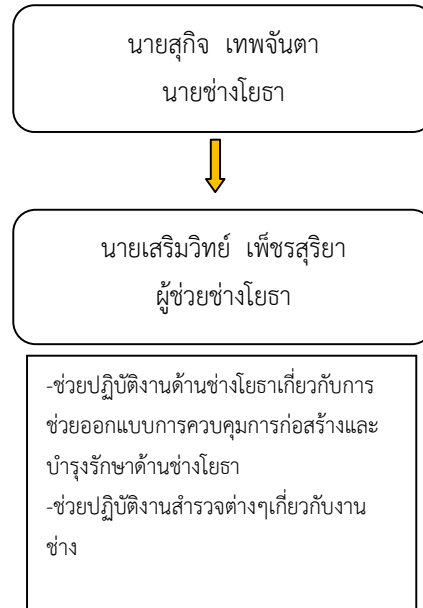 นายสุกิจ  เทพจันตา
นายช่างโยธา
นายเสริมวิทย์  เพ็ชรสุริยา
ผู้ช่วยช่างโยธา
-ช่วยปฏิบัติงานด้านช่างโยธาเกี่ยวกับการ
ช่วยออกแบบการควบคุมการก่อสร้างและ
บำรุงรักษาด้านช่างโยธา
-ช่วยปฏิบัติงานสำรวจต่างๆเกี่ยวกับงาน
ช่าง